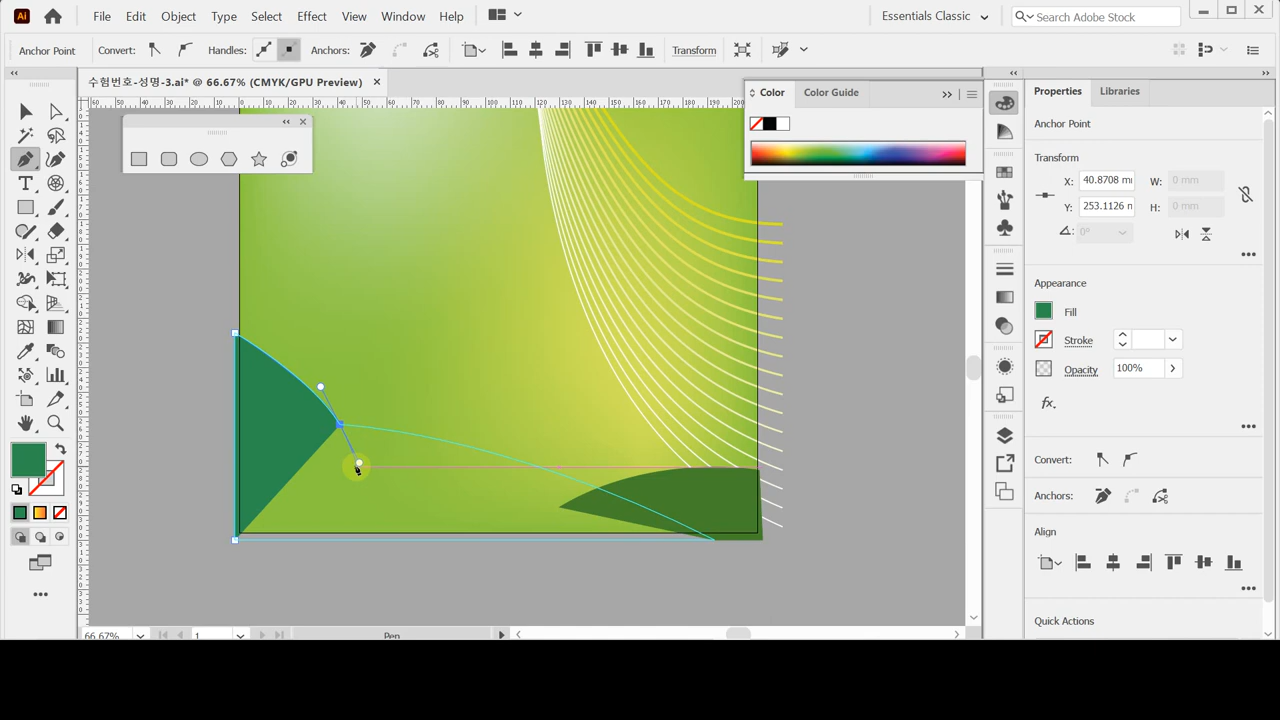 Ai File Edit Object Type Select Effect View Window Help Essentials Classic Search Adobe Stock
Anchor Point Convert: Handles: Anchors: Transform
수험번호-성명-3.ai* @ 66.67% (CMYK/GPU Preview)
Color Color Guide
Properties Libraries
Anchor Point
Transform
X: 40.8708 m W: 0 mm
Y: 253.1126 H: 0 mm
0°
Appearance
Fill
Stroke
Opacity 100%
fx.
Convert: Anchors:
Align
Quick Actions
66.67% 1 Pen